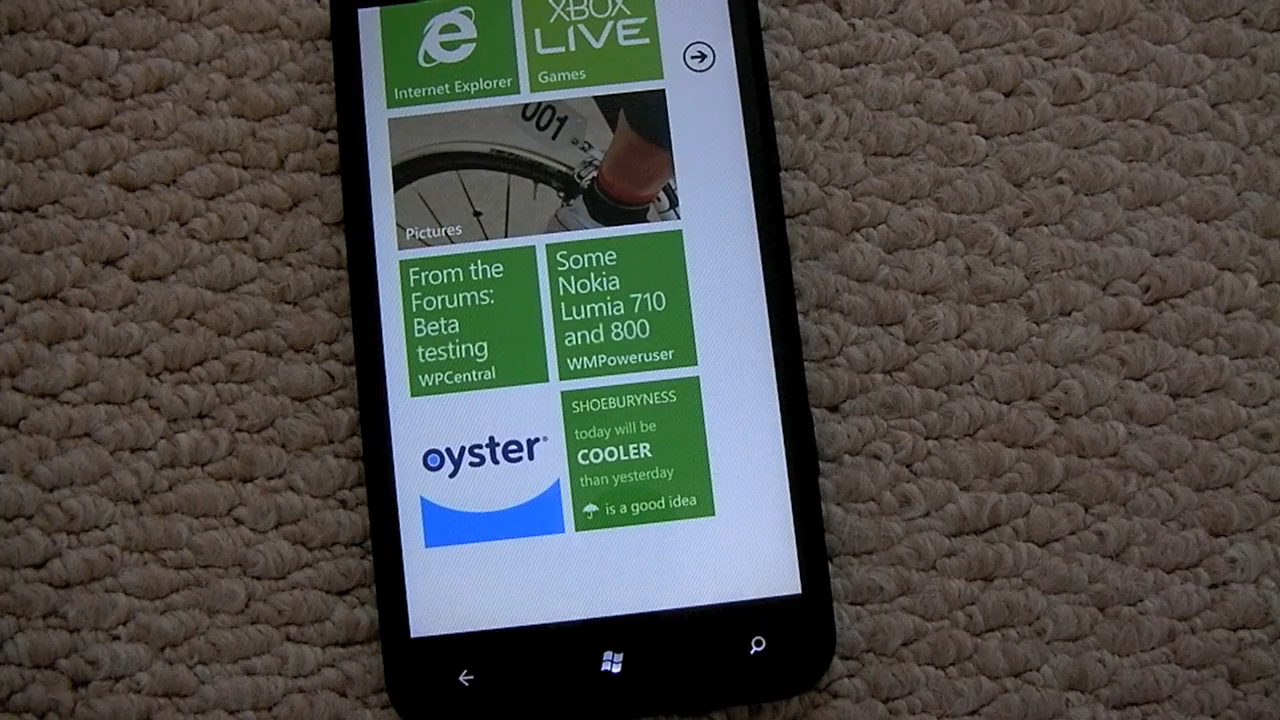 XBOX
LIVE
Internet Explorer
Games
001
Pictures
From the
Forums:
Beta
testing
WPCentral
Some
Nokia
Lumia 710
and 800
WMPoweruser
oyster
SHOEBURYNESS
today will be
COOLER
than yesterday
is a good idea